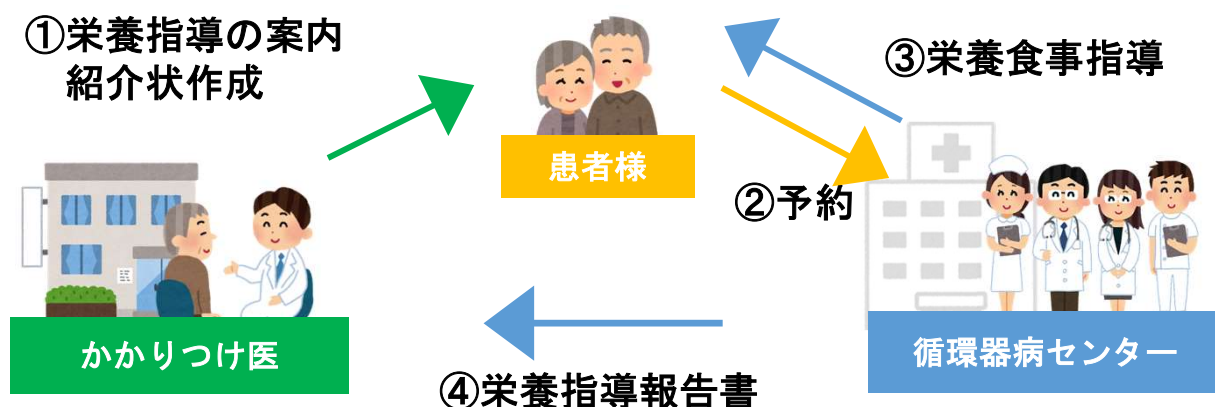 ①栄養指導の案内
紹介状作成
③栄養食事指導
患者様
②予約
かかりつけ医
循環器病センター
④栄養指導報告書